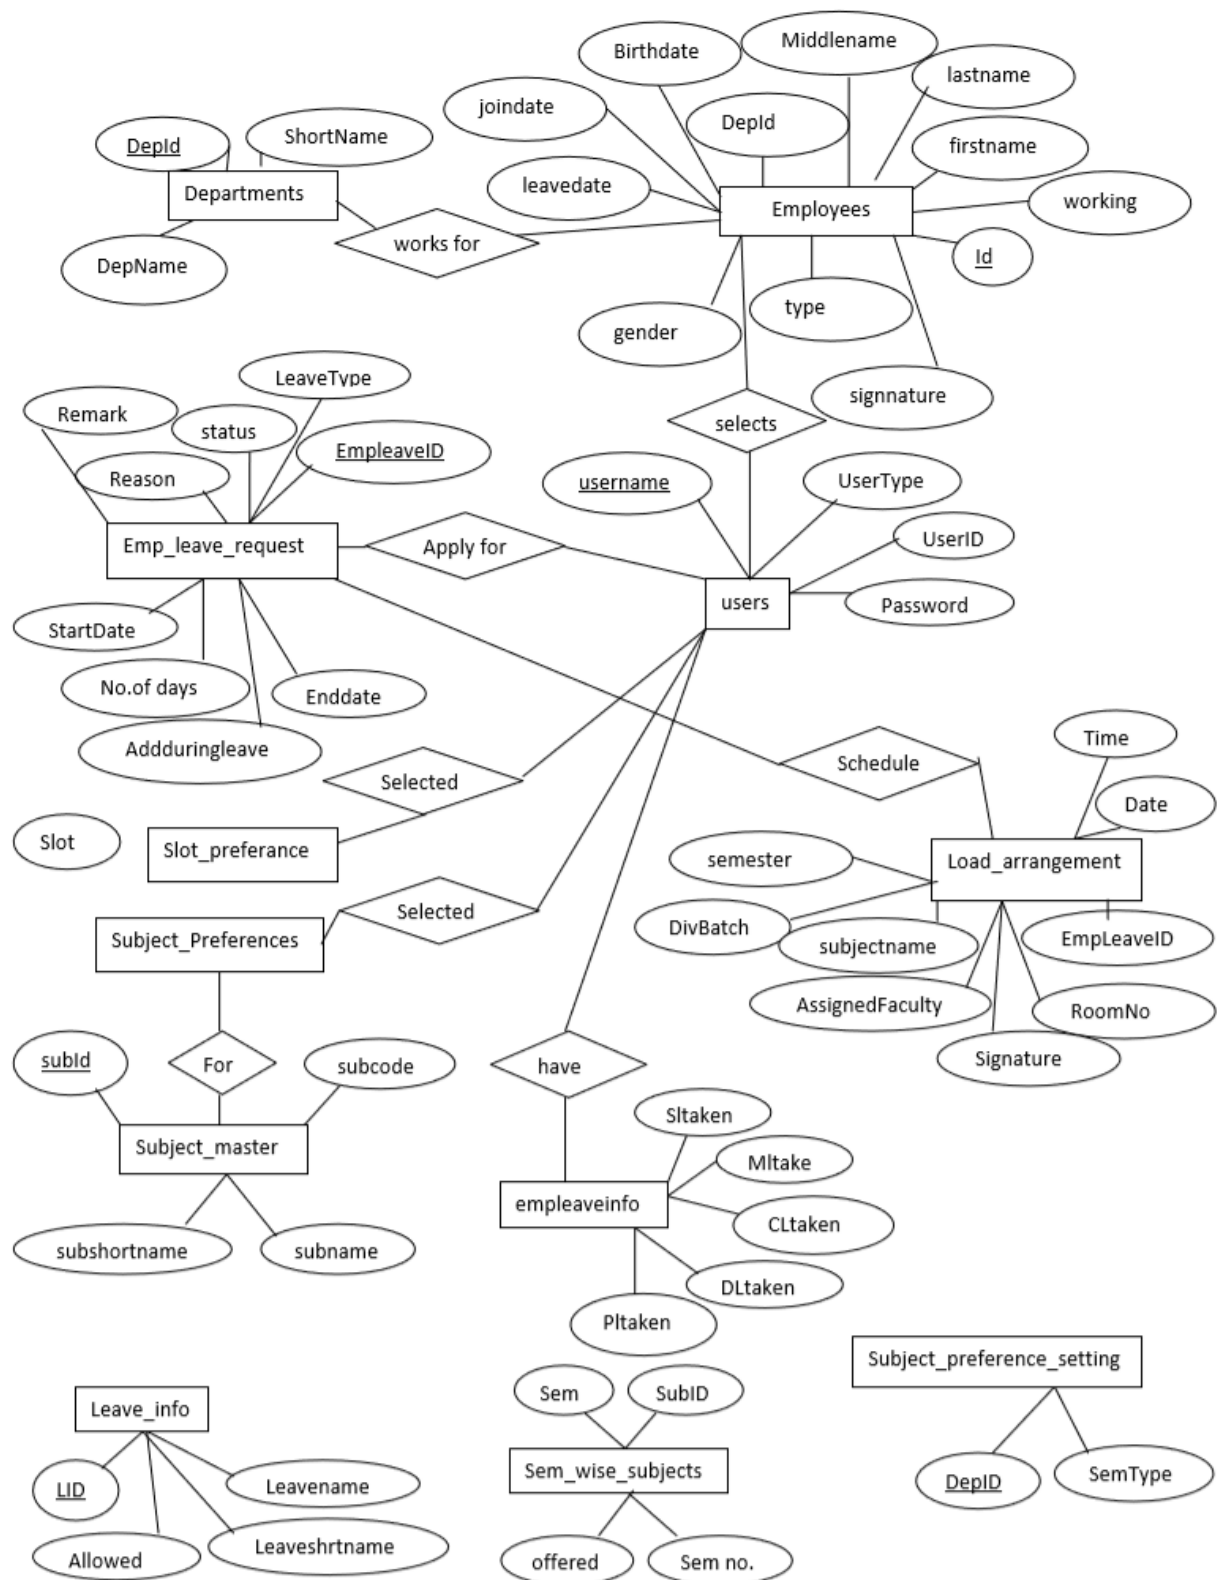 Birthdate
Middlename
lastname
joindate
DepId
firstname
leavedate
Employees
working
Id
type
gender
signnature
DepId
ShortName
Departments
DepName
works for
selects
LeaveType
Remark
status
EmpleaveID
Reason
Emp_leave_request
Apply for
StartDate
No.of days
Enddate
Addduringleave
username
UserType
UserID
users
Password
Selected
Slot
Slot_preferance
Selected
Subject_Preferences
For
subId
subcode
Subject_master
subshortname
subname
Schedule
Time
Date
semester
Load_arrangement
DivBatch
subjectname
EmpLeaveID
AssignedFaculty
RoomNo
Signature
have
Sltaken
Mltake
empleaveinfo
CLtaken
DLtaken
Pltaken
Subject_preference_setting
DepID
SemType
Sem
SubID
Sem_wise_subjects
offered
Sem no.
Leave_info
LID
Leavename
Allowed
Leaveshrtname